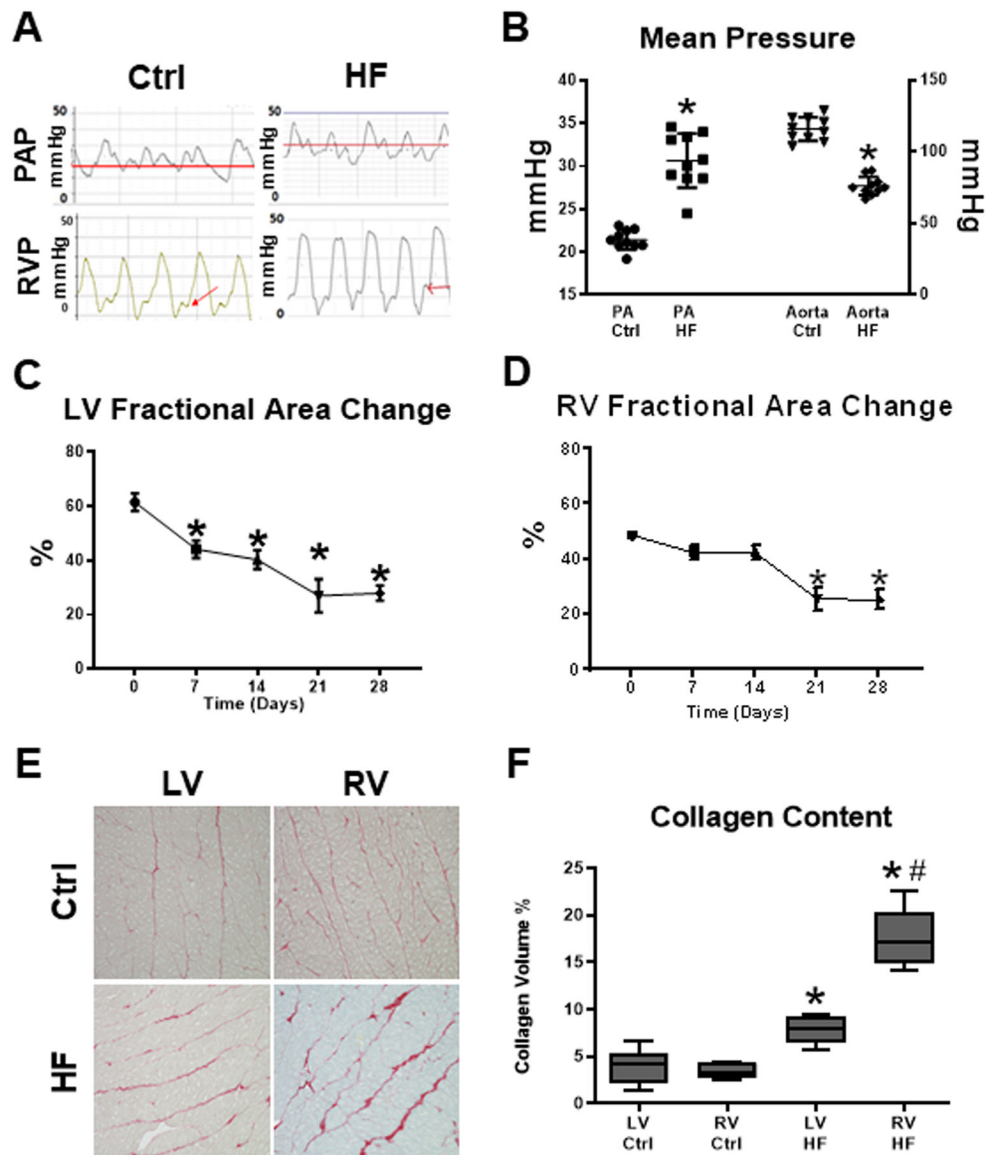 A
Ctrl HF
PAP
mmHg
50
0
50
0
RVP
mmHg
50
0
50
0
B
Mean Pressure
mmHg
40
35
30
25
20
15
*
*
150
100
50
0
mmHg
PA Ctrl
PA HF
Aorta Ctrl
Aorta HF
C
LV Fractional Area Change
%
80
60
40
20
0
* * * *
0 7 14 21 28
Time (Days)
D
RV Fractional Area Change
%
80
60
40
20
0
* *
0 7 14 21 28
Time (Days)
E
LV RV
Ctrl
HF
F
Collagen Content
Collagen Volume %
25
20
15
10
5
0
*
* #
LV Ctrl
RV Ctrl
LV HF
RV HF